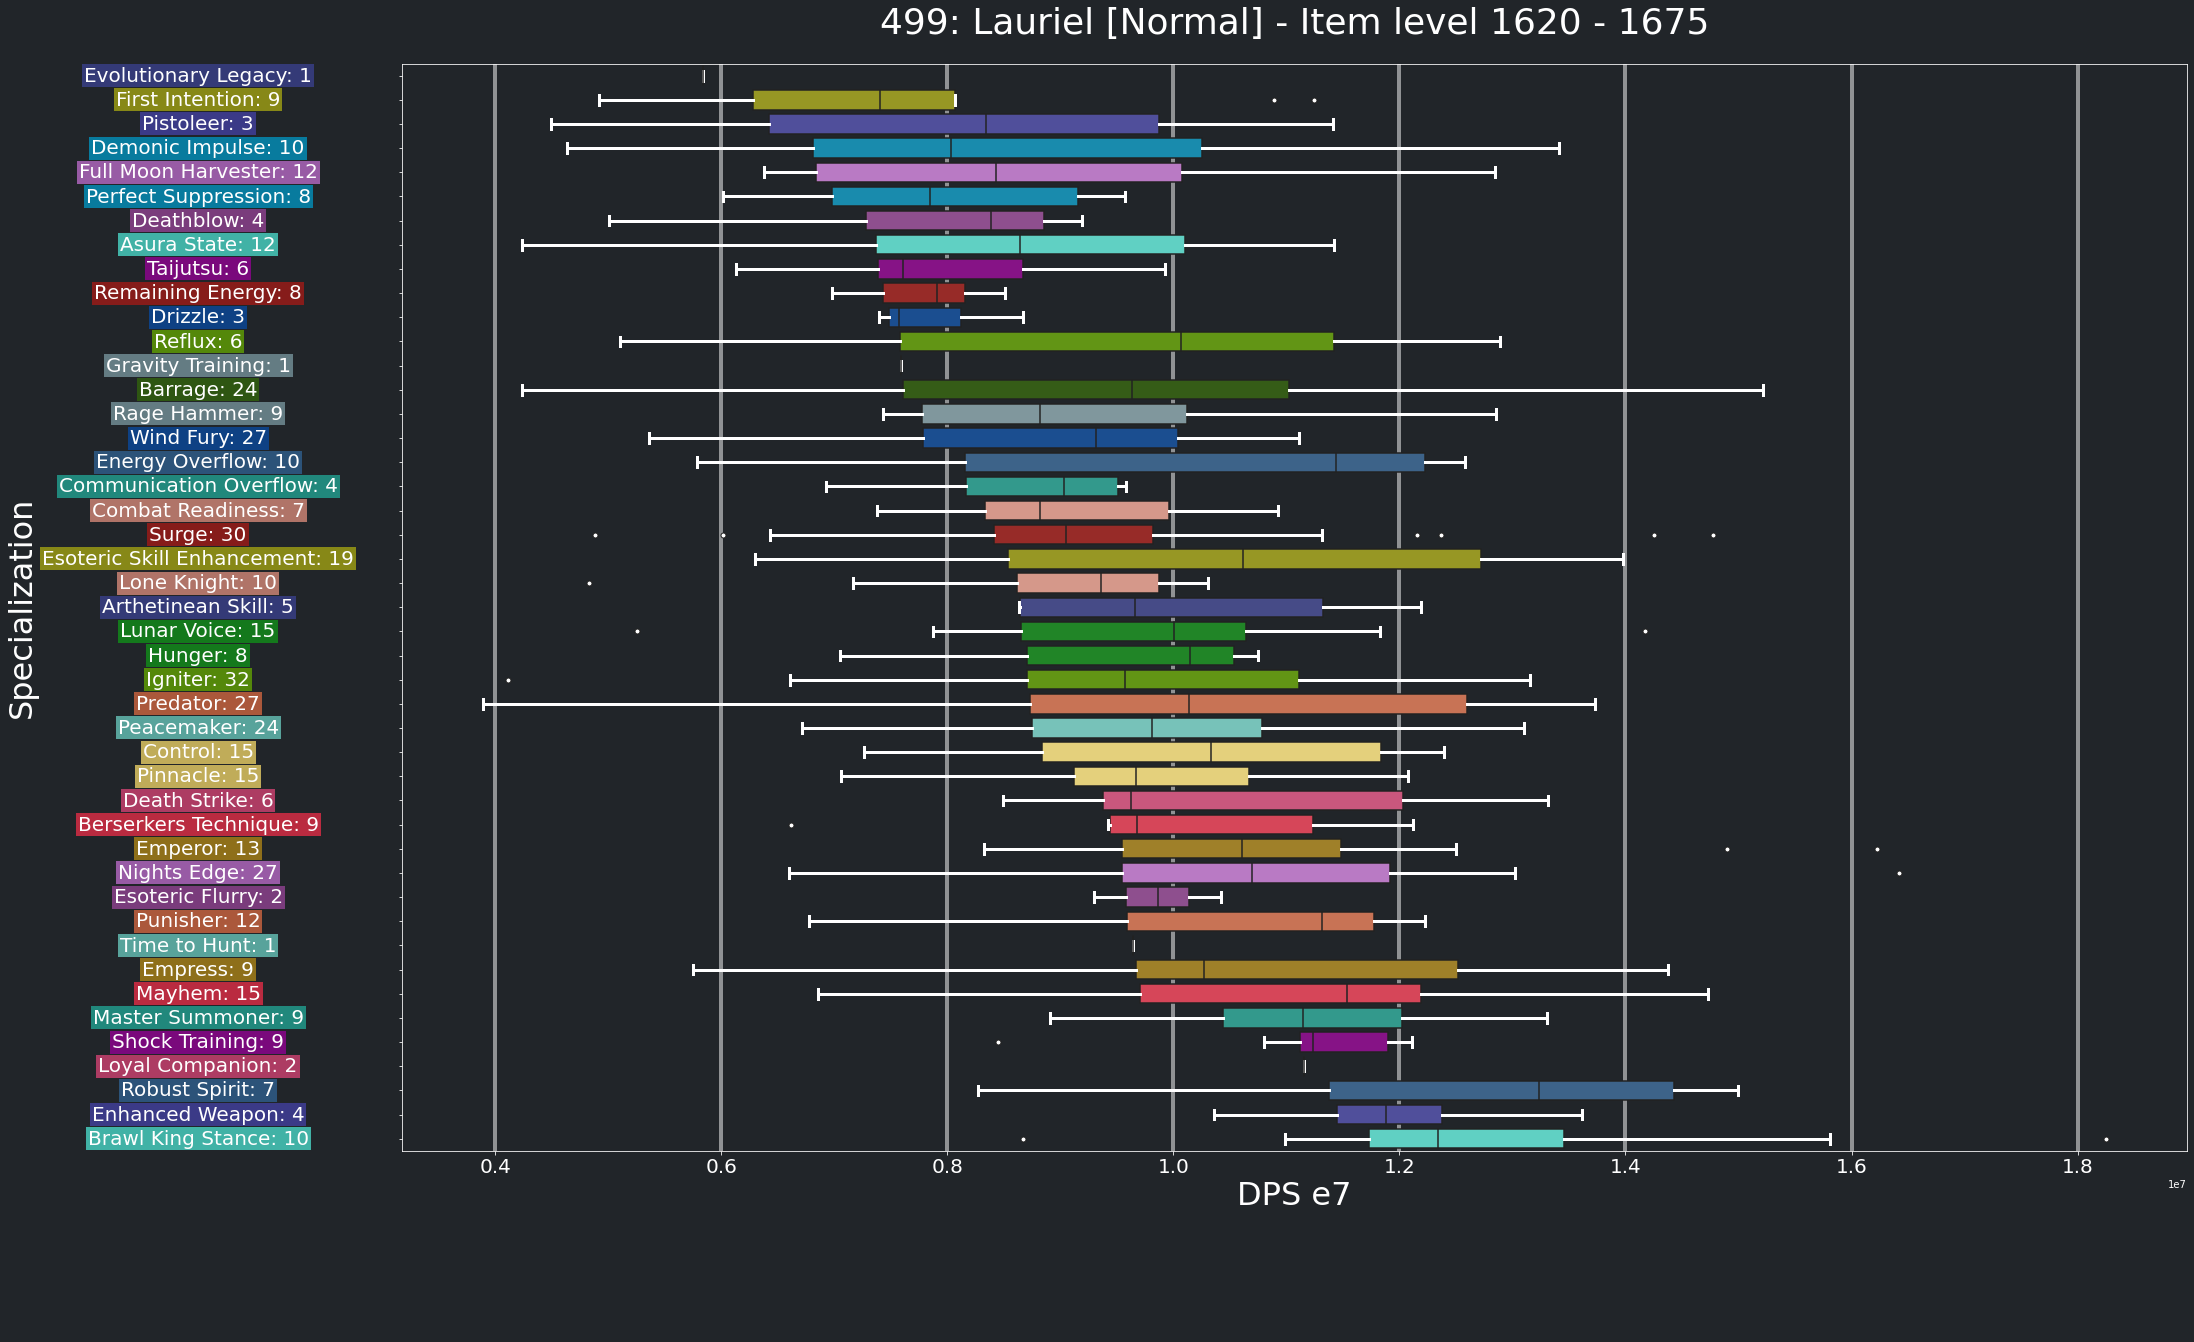 499: Lauriel [Normal] - Item level 1620 - 1675
Specialization
Evolutionary Legacy: 1
First Intention: 9
Pistoleer: 3
Demonic Impulse: 10
Full Moon Harvester: 12
Perfect Suppression: 8
Deathblow: 4
Asura State: 12
Taijutsu: 6
Remaining Energy: 8
Drizzle: 3
Reflux: 6
Gravity Training: 1
Barrage: 24
Rage Hammer: 9
Wind Fury: 27
Energy Overflow: 10
Communication Overflow: 4
Combat Readiness: 7
Surge: 30
Esoteric Skill Enhancement: 19
Lone Knight: 10
Arthetinean Skill: 5
Lunar Voice: 15
Hunger: 8
Igniter: 32
Predator: 27
Peacemaker: 24
Control: 15
Pinnacle: 15
Death Strike: 6
Berserkers Technique: 9
Emperor: 13
Nights Edge: 27
Esoteric Flurry: 2
Punisher: 12
Time to Hunt: 1
Empress: 9
Mayhem: 15
Master Summoner: 9
Shock Training: 9
Loyal Companion: 2
Robust Spirit: 7
Enhanced Weapon: 4
Brawl King Stance: 10
0.4 0.6 0.8 1.0 1.2 1.4 1.6 1.8
1e7
DPS e7